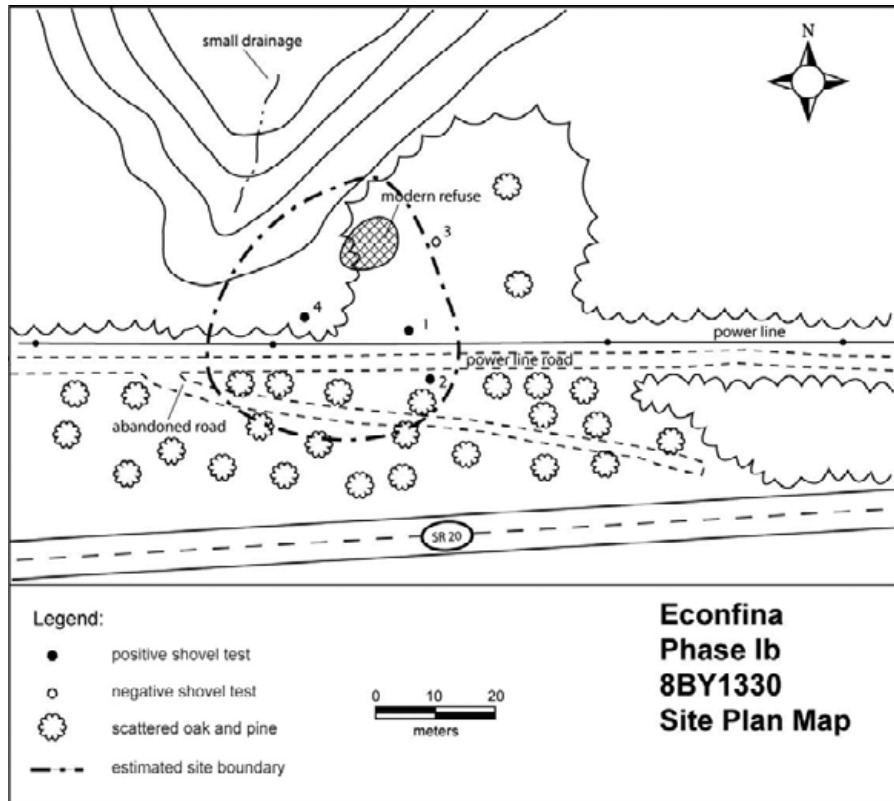 small drainage
N
modern refuse
3
4
1
power line
power line road
2
abandoned road
SR 20
Legend:
positive shovel test
negative shovel test
scattered oak and pine
estimated site boundary
0 10 20
meters
Econfina
Phase Ib
8BY1330
Site Plan Map